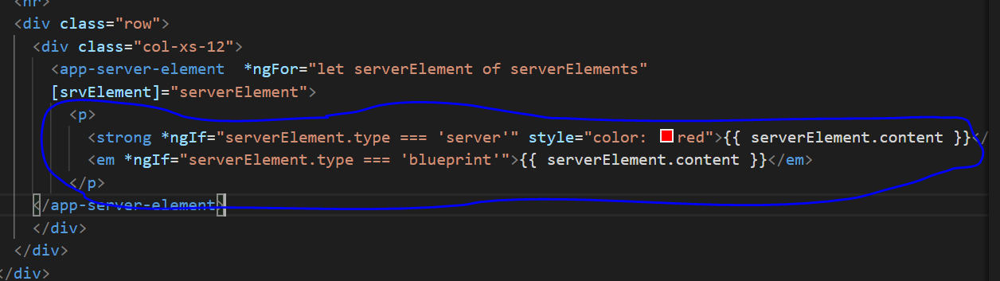 <hr>
<div class="row">
<div class="col-xs-12">
<app-server-element  *ngFor="let serverElement of serverElements"
[srvElement]="serverElement">
<p>
<strong *ngIf="serverElement.type === 'server'" style="color: red">{{ serverElement.content }}</
<em *ngIf="serverElement.type === 'blueprint'">{{ serverElement.content }}</em>
</p>
</app-server-element>
</div>
</div>
</div>